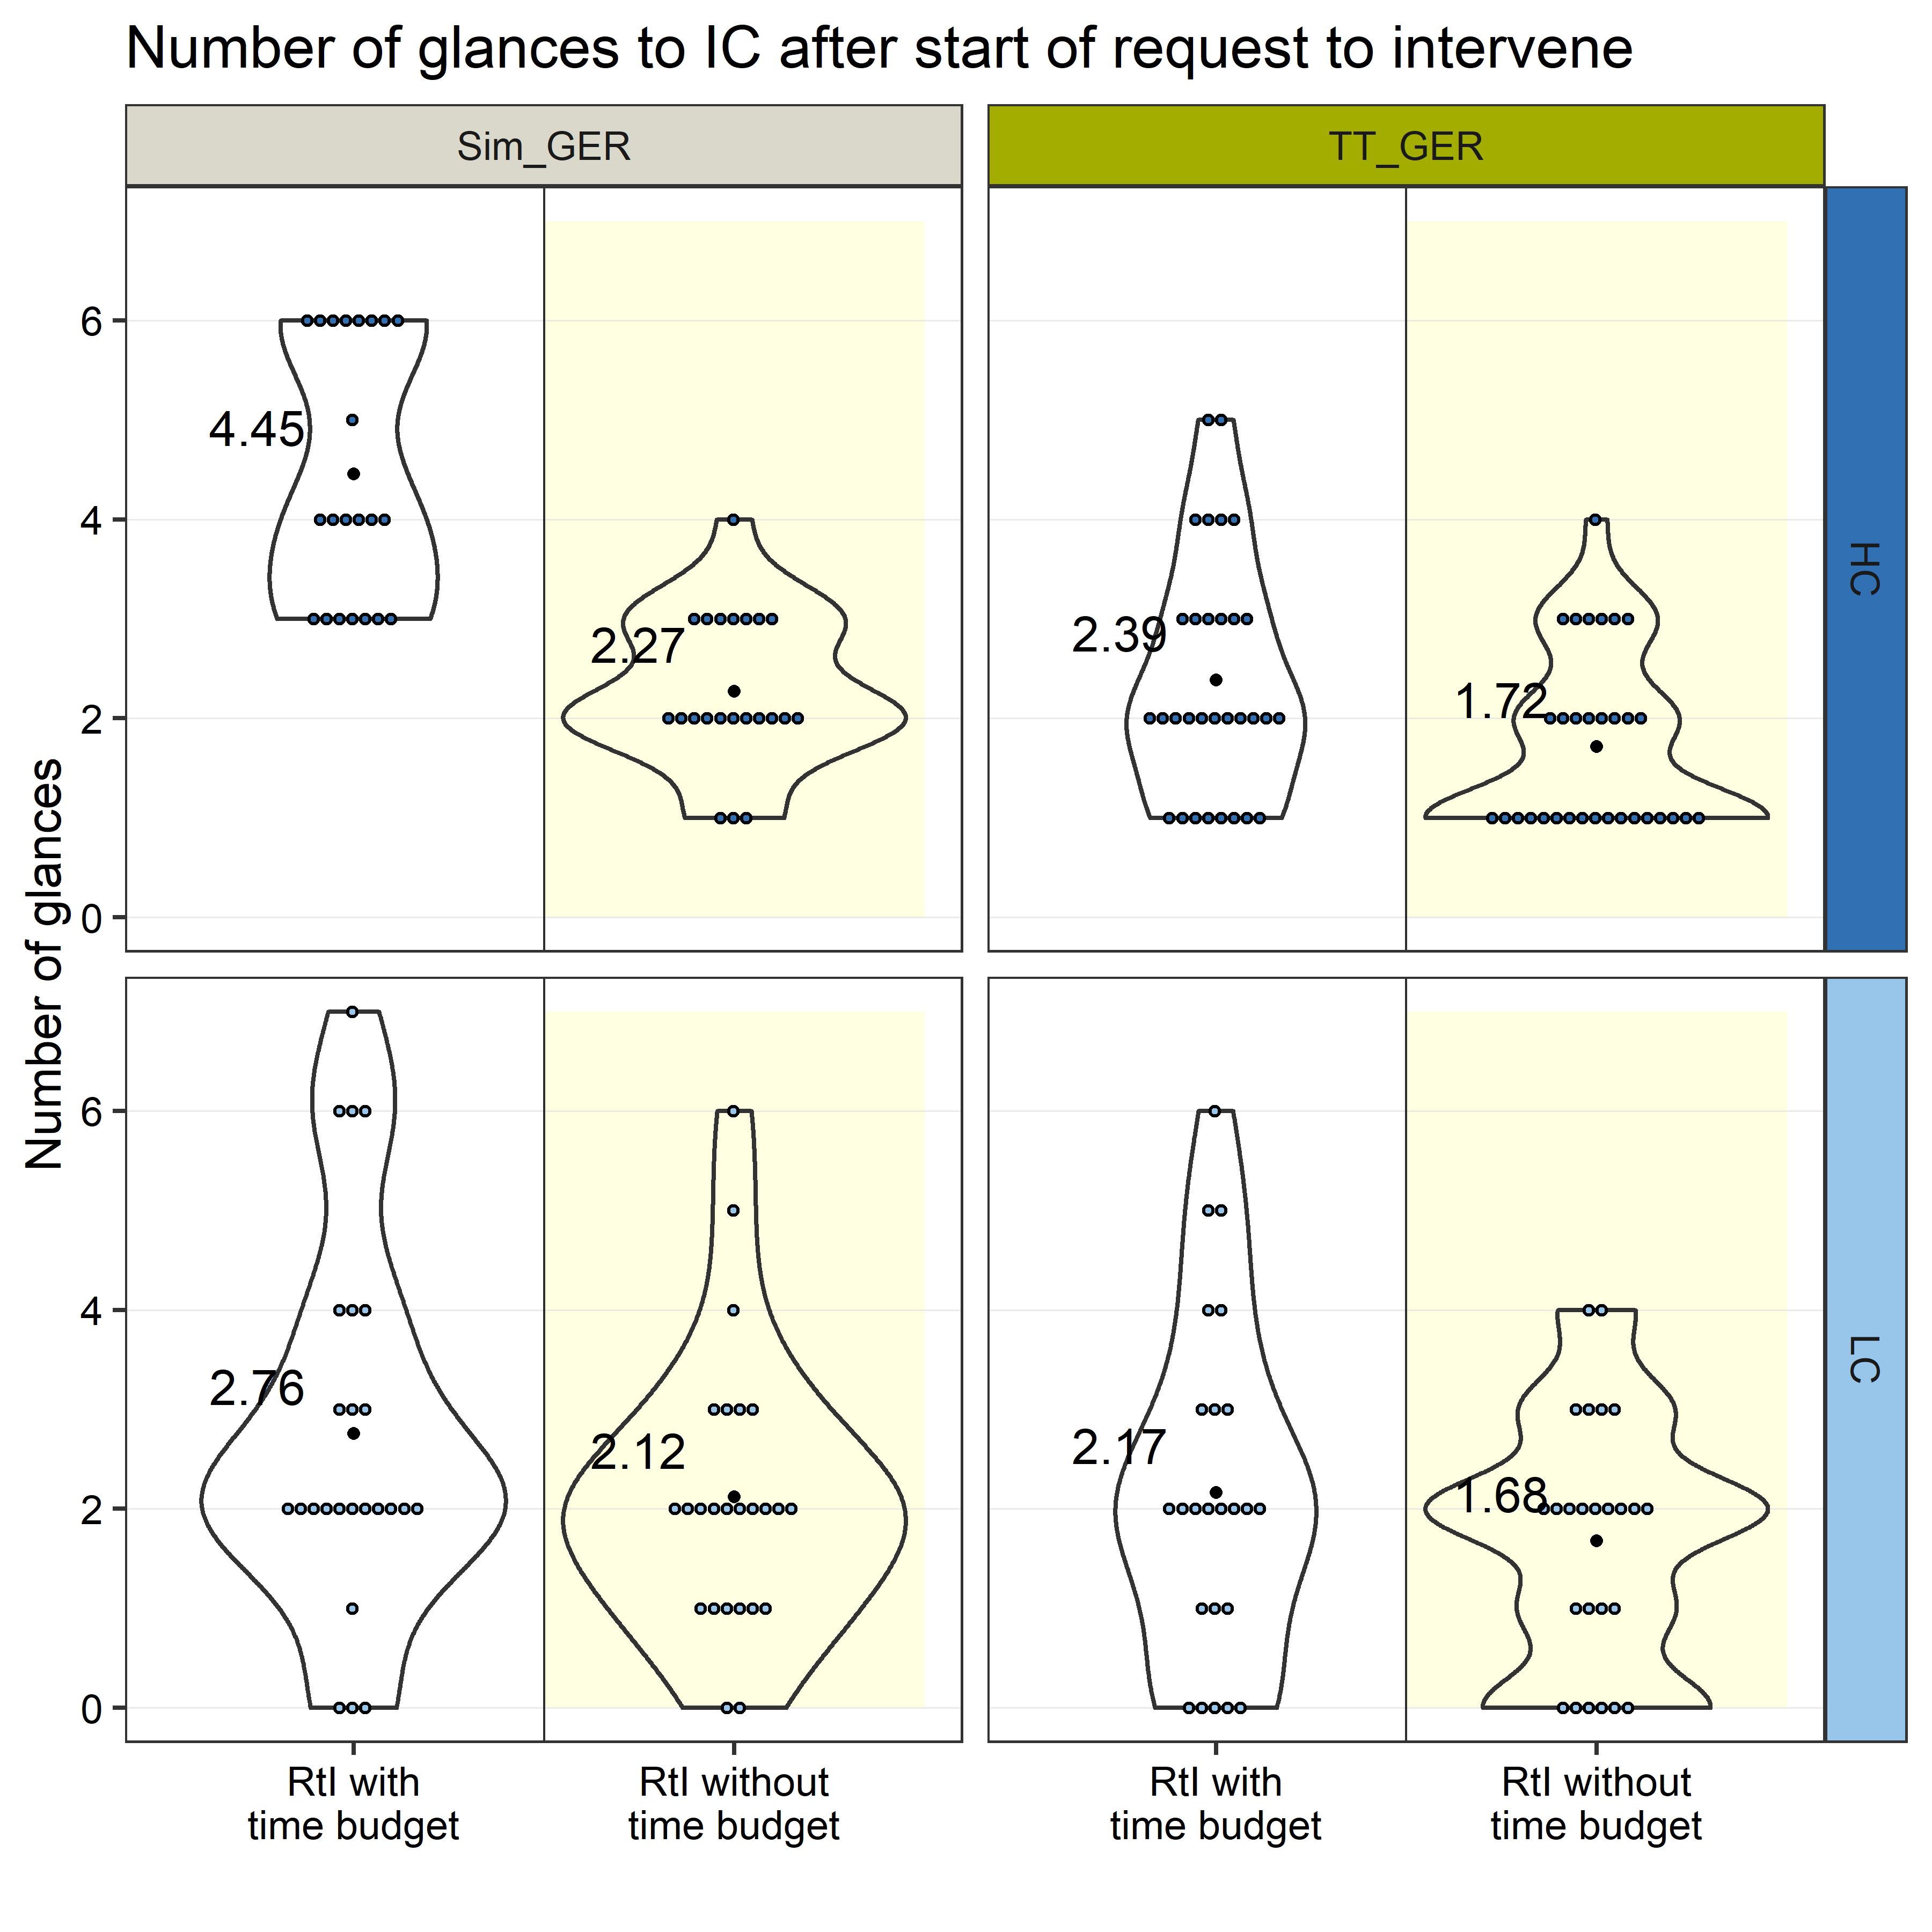 Number of glances to IC after start of request to intervene
Sim_GER
TT_GER
HC
LC
Number of glances
6
4
2
0
4.45
2.27
2.39
1.72
6
4
2
0
2.76
2.12
2.17
1.68
RtI with
time budget
RtI without
time budget
RtI with
time budget
RtI without
time budget